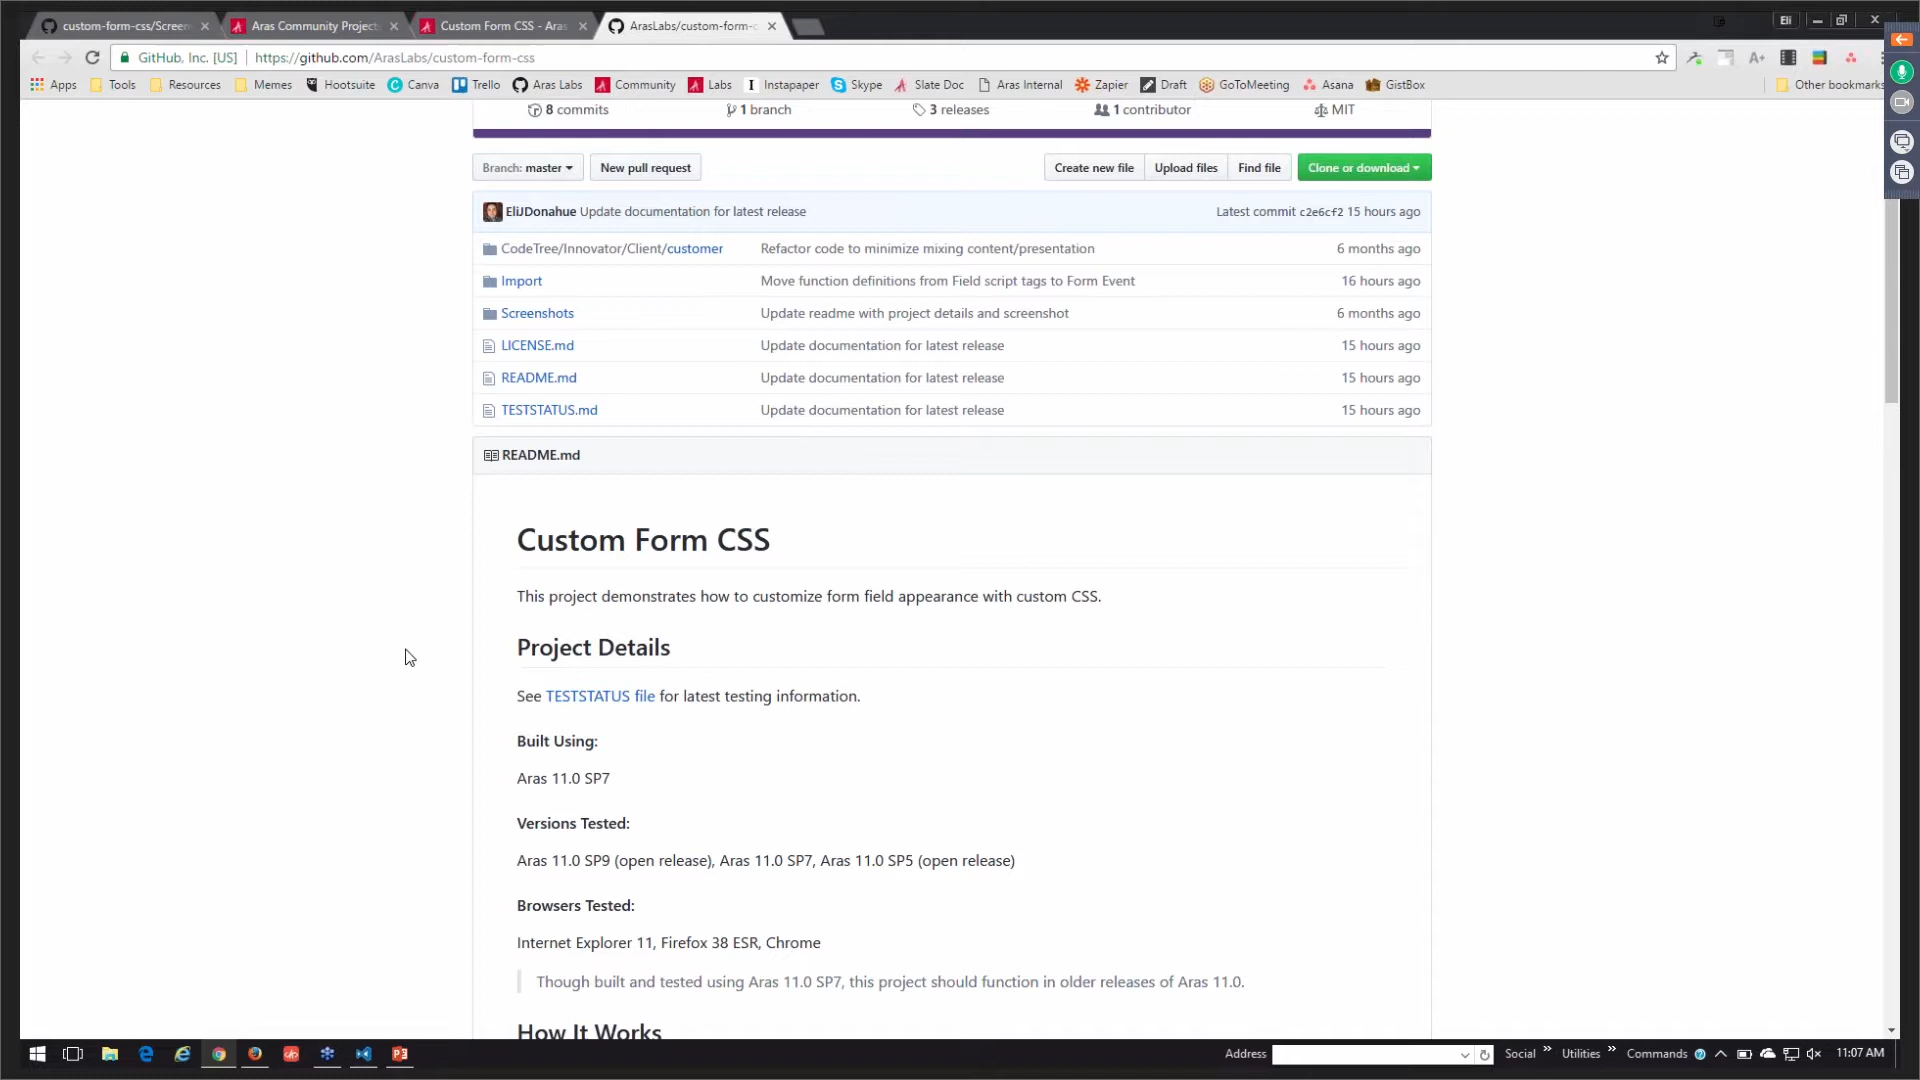 custom-form-css/Screen
Aras Community Project
Custom Form CSS - Aras
ArasLabs/custom-form-c
Eli
GitHub, Inc. [US]
https://github.com/ArasLabs/custom-form-css
A+
Apps
Tools
Resources
Memes
Hootsuite
Canva
Trello
Aras Labs
Community
Labs
Instapaper
Skype
Slate Doc
Aras Internal
Zapier
Draft
GoToMeeting
Asana
GistBox
Other bookmarks
8 commits
1 branch
3 releases
1 contributor
MIT
Branch: master
New pull request
Create new file
Upload files
Find file
Clone or download
EliJDonahue Update documentation for latest release
Latest commit c2e6cf2 15 hours ago
CodeTree/Innovator/Client/customer
Refactor code to minimize mixing content/presentation
6 months ago
Import
Move function definitions from Field script tags to Form Event
16 hours ago
Screenshots
Update readme with project details and screenshot
6 months ago
LICENSE.md
Update documentation for latest release
15 hours ago
README.md
Update documentation for latest release
15 hours ago
TESTSTATUS.md
Update documentation for latest release
15 hours ago
README.md
Custom Form CSS
This project demonstrates how to customize form field appearance with custom CSS.
Project Details
See TESTSTATUS file for latest testing information.
Built Using:
Aras 11.0 SP7
Versions Tested:
Aras 11.0 SP9 (open release), Aras 11.0 SP7, Aras 11.0 SP5 (open release)
Browsers Tested:
Internet Explorer 11, Firefox 38 ESR, Chrome
Though built and tested using Aras 11.0 SP7, this project should function in older releases of Aras 11.0.
How It Works
Address
Social
Utilities
Commands
11:07 AM